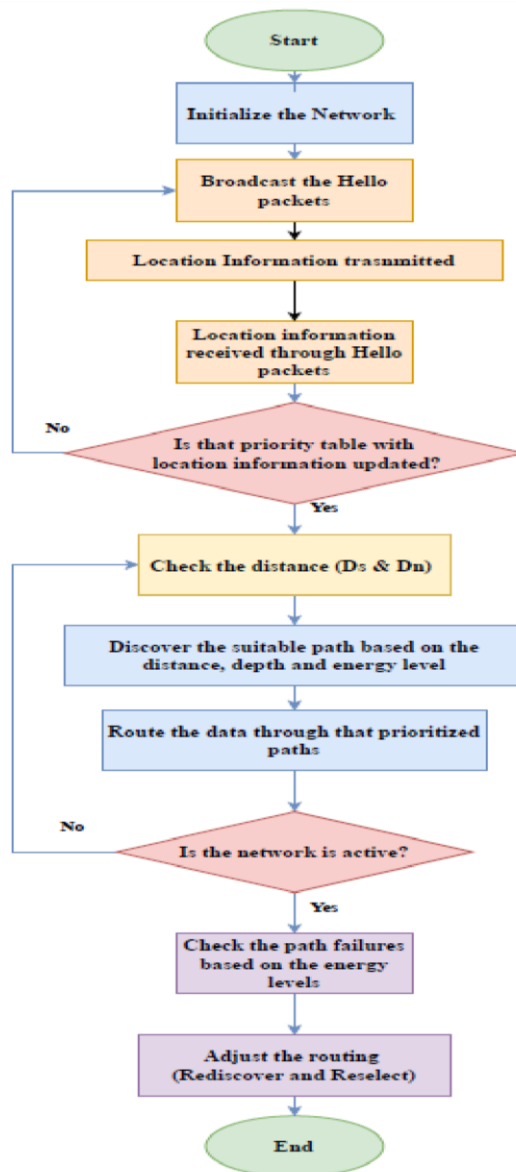 Start
Initialize the Network
Broadcast the Hello
packets
Location Information trasnmitted
Location information
received through Hello
packets
No
Is that priority table with
location information updated?
Yes
Check the distance (Ds & Dn)
Discover the suitable path based on the
distance, depth and energy level
Route the data through that prioritized
paths
No
Is the network is active?
Yes
Check the path failures
based on the energy
levels
Adjust the routing
(Rediscover and Reselect)
End